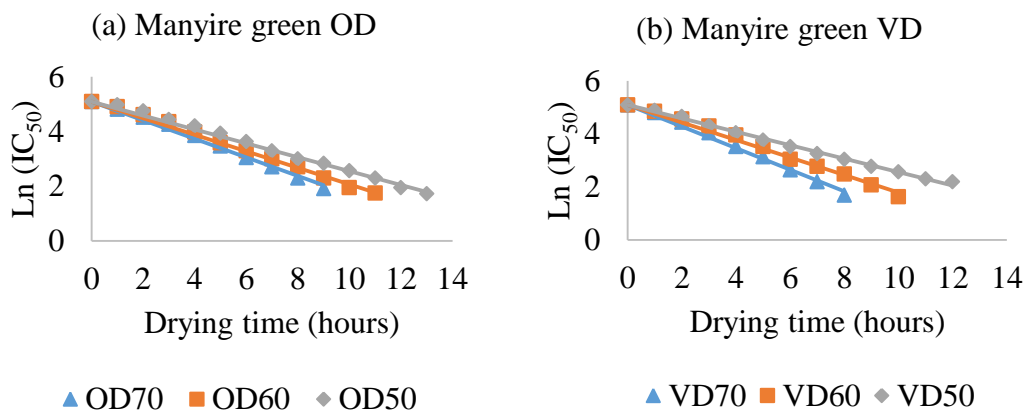 (a) Manyire green OD
6
4
2
0
Ln (IC50)
0 2 4 6 8 10 12 14
Drying time (hours)
OD70 OD60 OD50
(b) Manyire green VD
6
4
2
0
Ln (IC50)
0 2 4 6 8 10 12 14
Drying time (hours)
VD70 VD60 VD50